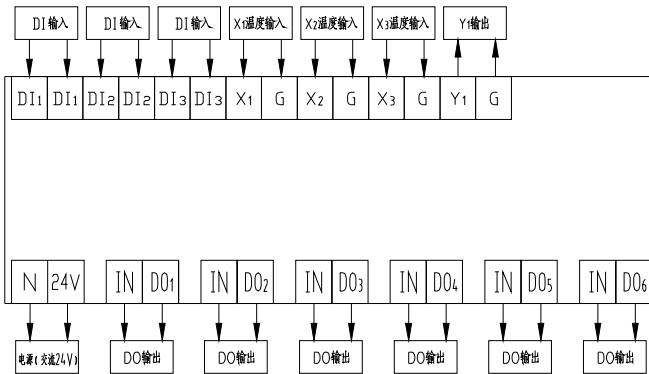 DI输入 DI输入 DI输入 X1温度输入 X2温度输入 X3温度输入 Y1输出
DI1 DI1 DI2 DI2 DI3 DI3 X1 G X2 G X3 G Y1 G
N 24V IN DO1 IN DO2 IN DO3 IN DO4 IN DO5 IN DO6
电源(交流24V) DO输出 DO输出 DO输出 DO输出 DO输出 DO输出